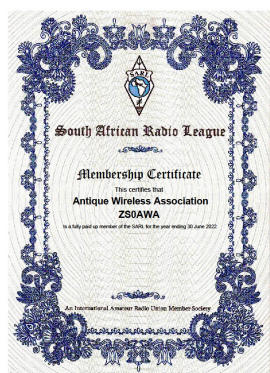 SARL
South African Radio League
Membership Certificate
This certifies that
Antique Wireless Association
ZS0AWA
Is a fully paid up member of the SARL for the year ending 30 June 2022
An International Amateur Radio Union Member Society